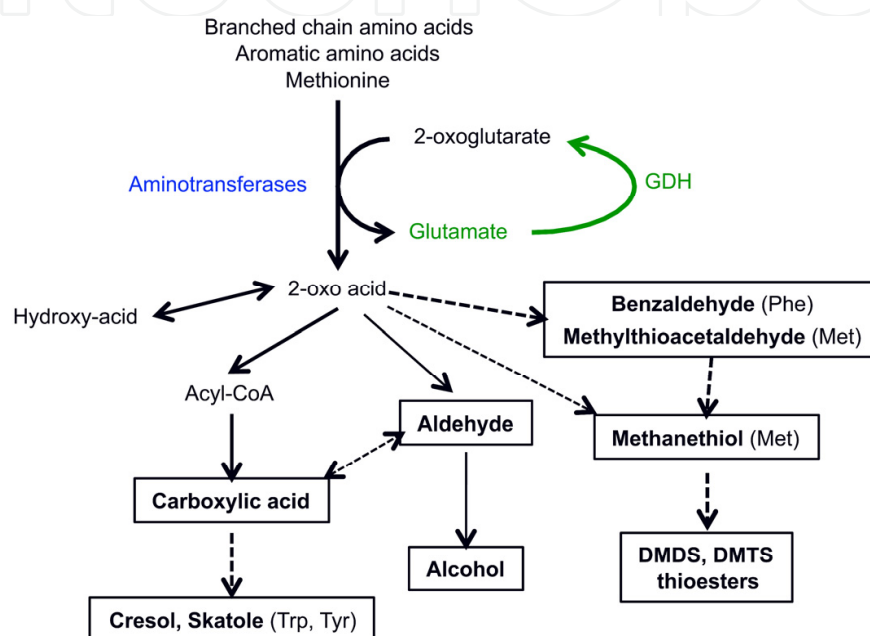 Branched chain amino acids
Aromatic amino acids
Methionine
2-oxoglutarate
Aminotransferases
GDH
Glutamate
2-oxo acid
Hydroxy-acid
Benzaldehyde (Phe)
Methylthioacetaldehyde (Met)
Acyl-CoA
Aldehyde
Methanethiol (Met)
Carboxylic acid
Alcohol
DMDS, DMTS
thioesters
Cresol, Skatole (Trp, Tyr)